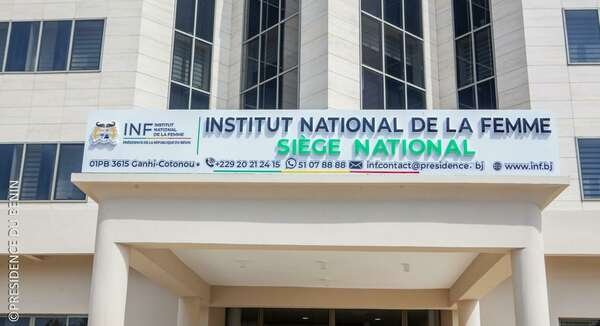 INF
INSTITUT
NATIONAL
DE LA FEMME
PRÉSIDENCE DE LA RÉPUBLIQUE DU BÉNIN
INSTITUT NATIONAL DE LA FEMME
SIÈGE NATIONAL
01PB 3615 Ganhi-Cotonou • +229 20 21 24 15 51 07 88 88 infcontact@presidence.bj www.inf.bj
©PRESIDENCE DU BENIN